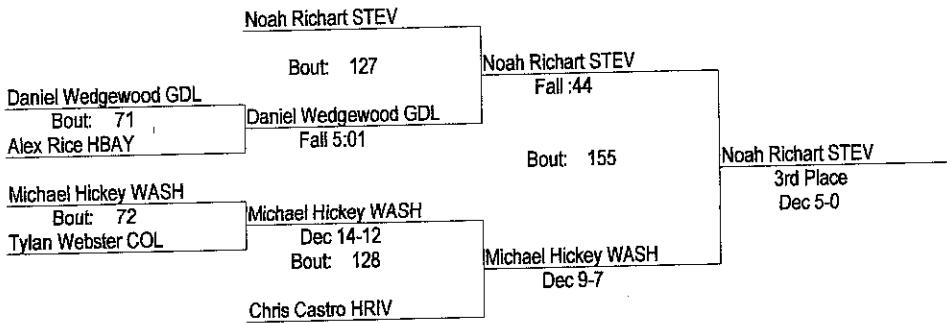 Noah Richart STEV
Bout: 127
Noah Richart STEV
Fall :44
Daniel Wedgewood GDL
Bout: 71
Daniel Wedgewood GDL
Alex Rice HBAY
Fall 5:01
Bout: 155
Noah Richart STEV
3rd Place
Dec 5-0
Michael Hickey WASH
Bout: 72
Michael Hickey WASH
Tylan Webster COL
Dec 14-12
Bout: 128
Michael Hickey WASH
Dec 9-7
Chris Castro HRIV